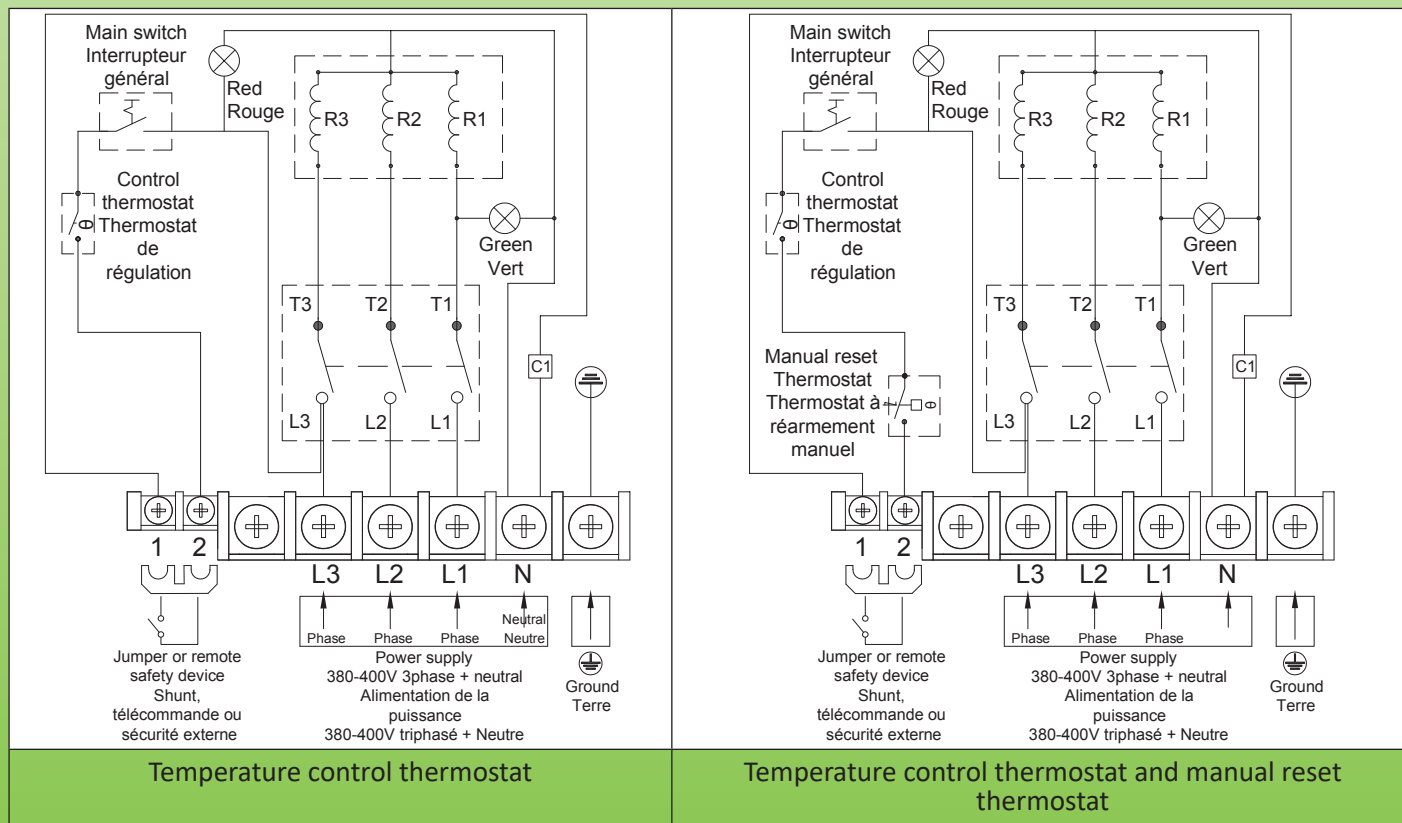 Main switch
Interrupteur
général
Red
Rouge
R3
R2
R1
Control
thermostat
Thermostat
de
régulation
θ
Green
Vert
T3
T2
T1
C1
L3
L2
L1
1
2
L3
L2
L1
N
Phase
Phase
Phase
Neutral
Neutre
Jumper or remote
safety device
Shunt,
télécommande ou
sécurité externe
Power supply
380-400V 3phase + neutral
Alimentation de la
puissance
380-400V triphasé + Neutre
Ground
Terre
Temperature control thermostat
Main switch
Interrupteur
général
Red
Rouge
R3
R2
R1
Control
thermostat
Thermostat
de
régulation
θ
Green
Vert
T3
T2
T1
Manual reset
Thermostat
Thermostat à
réarmement
manuel
θ
C1
L3
L2
L1
1
2
L3
L2
L1
N
Phase
Phase
Phase
Jumper or remote
safety device
Shunt,
télécommande ou
sécurité externe
Power supply
380-400V 3phase + neutral
Alimentation de la
puissance
380-400V triphasé + Neutre
Ground
Terre
Temperature control thermostat and manual reset
thermostat